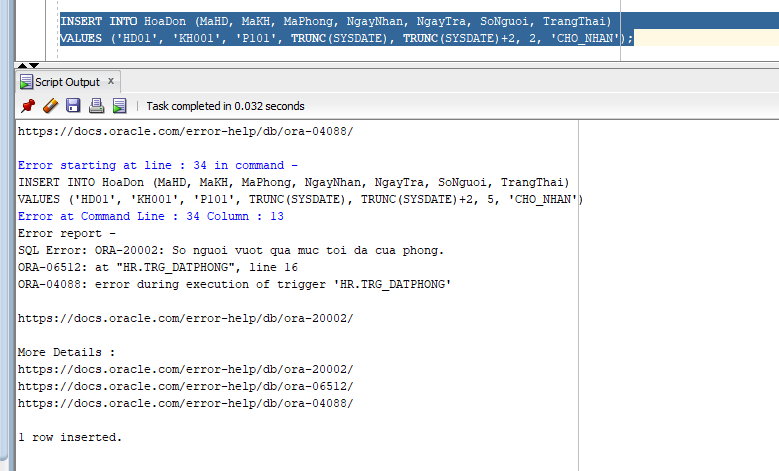 INSERT INTO HoaDon (MaHD, MaKH, MaPhong, NgayNhan, NgayTra, SoNguoi, TrangThai)
VALUES ('HD01', 'KH001', 'P101', TRUNC(SYSDATE), TRUNC(SYSDATE)+2, 2, 'CHO_NHAN');
Script Output x
Task completed in 0.032 seconds
https://docs.oracle.com/error-help/db/ora-04088/
Error starting at line : 34 in command -
INSERT INTO HoaDon (MaHD, MaKH, MaPhong, NgayNhan, NgayTra, SoNguoi, TrangThai)
VALUES ('HD01', 'KH001', 'P101', TRUNC(SYSDATE), TRUNC(SYSDATE)+2, 5, 'CHO_NHAN')
Error at Command Line : 34 Column : 13
Error report -
SQL Error: ORA-20002: So nguoi vuot qua muc toi da cua phong.
ORA-06512: at "HR.TRG_DATPHONG", line 16
ORA-04088: error during execution of trigger 'HR.TRG_DATPHONG'
https://docs.oracle.com/error-help/db/ora-20002/
More Details :
https://docs.oracle.com/error-help/db/ora-20002/
https://docs.oracle.com/error-help/db/ora-06512/
https://docs.oracle.com/error-help/db/ora-04088/
1 row inserted.